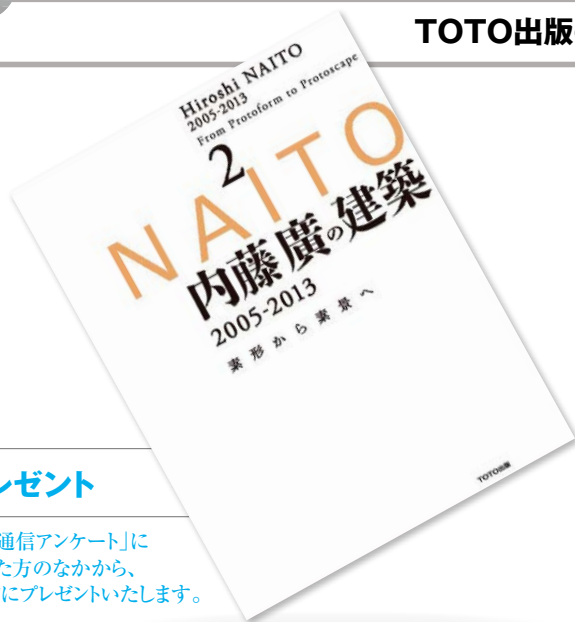 TOTO出版
Hiroshi NAITO
2005-2013
From Protoform to Protoscape
2
NAITO
内藤廣の建築
2005-2013
素形から素景へ
TOTO出版
レゼント
通信アンケート」に
た方のなかから、
にプレゼントいたします。